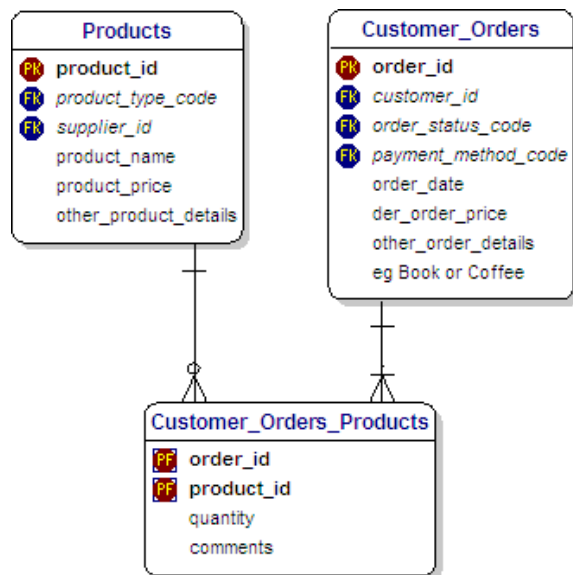 Products
PK product_id
FK product_type_code
FK supplier_id
product_name
product_price
other_product_details
Customer_Orders
PK order_id
FK customer_id
FK order_status_code
FK payment_method_code
order_date
der_order_price
other_order_details
eg Book or Coffee
Customer_Orders_Products
PF order_id
PF product_id
quantity
comments